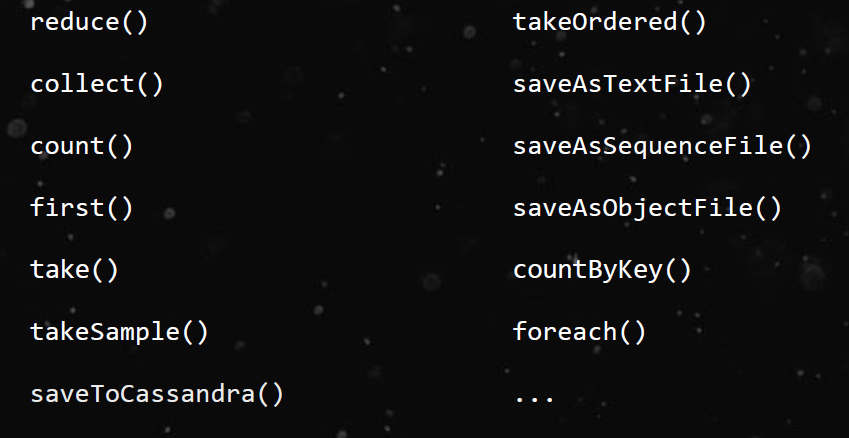 reduce()
collect()
count()
first()
take()
takeSample()
saveToCassandra()
takeOrdered()
saveAsTextFile()
saveAsSequenceFile()
saveAsObjectFile()
countByKey()
foreach()
...